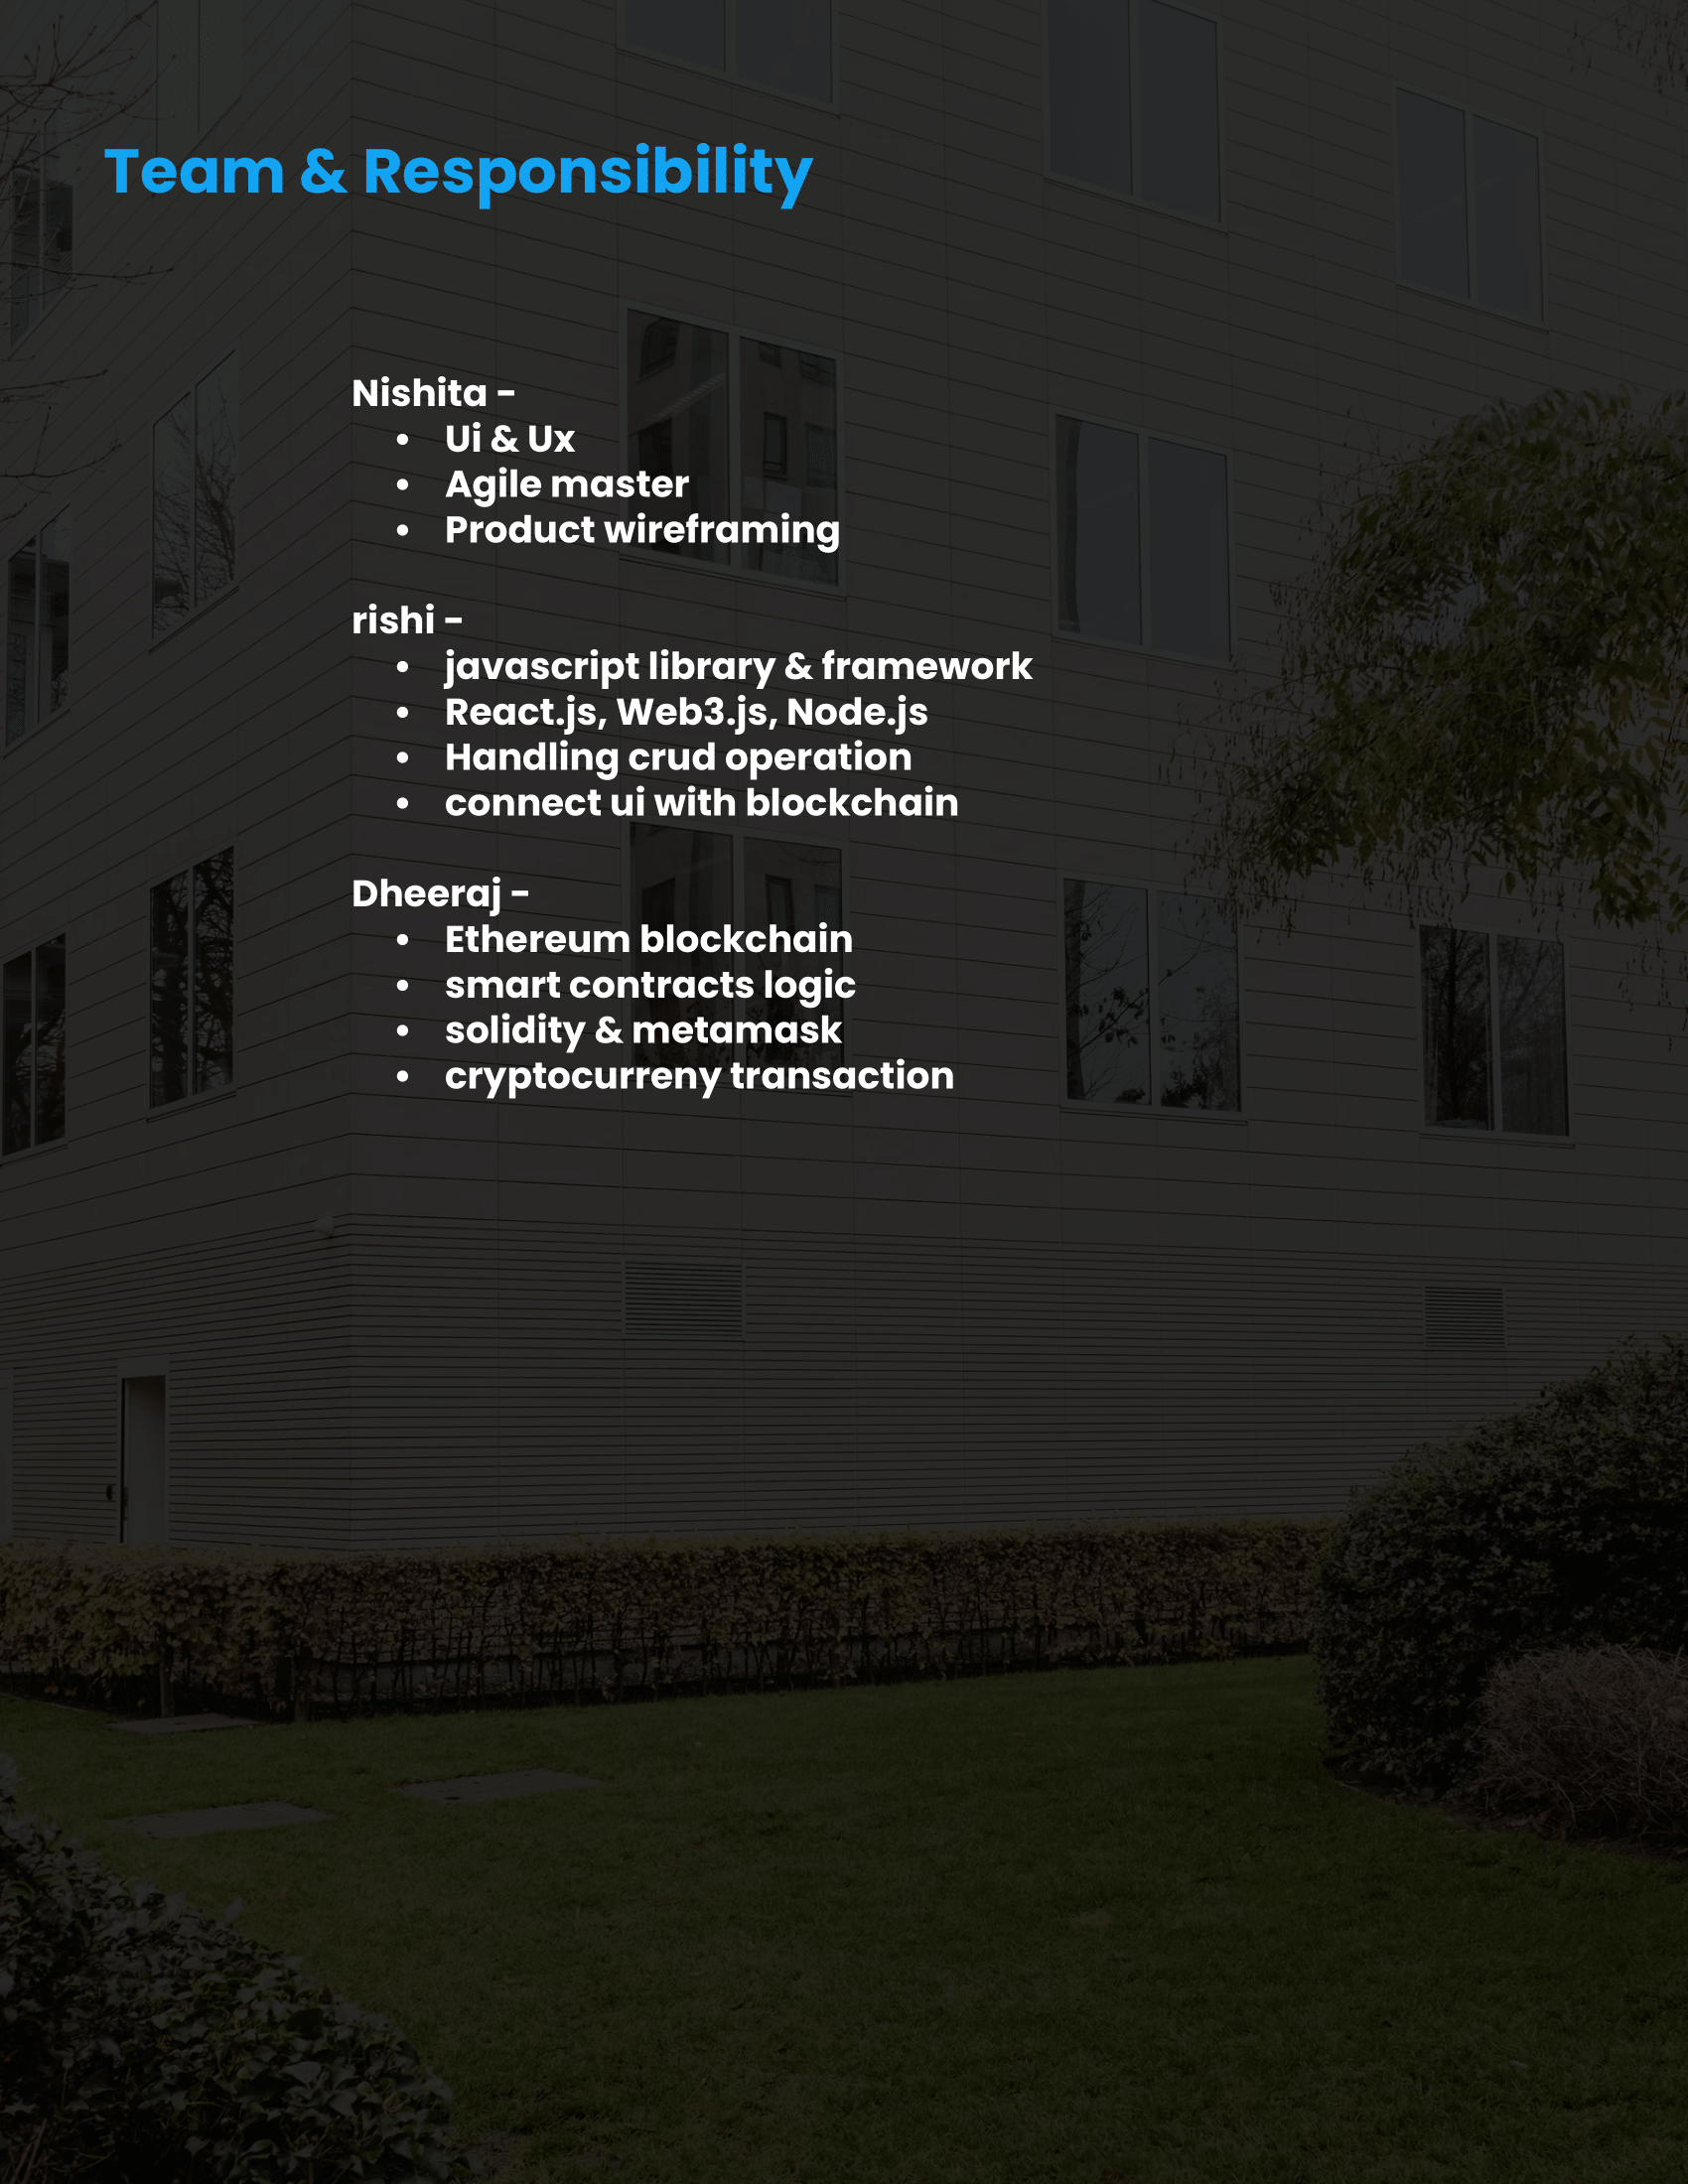 Team & Responsibility
Nishita -
• Ui & Ux
• Agile master
• Product wireframing
rishi -
• javascript library & framework
• React.js, Web3.js, Node.js
• Handling crud operation
• connect ui with blockchain
Dheeraj -
• Ethereum blockchain
• smart contracts logic
• solidity & metamask
• cryptocurreny transaction